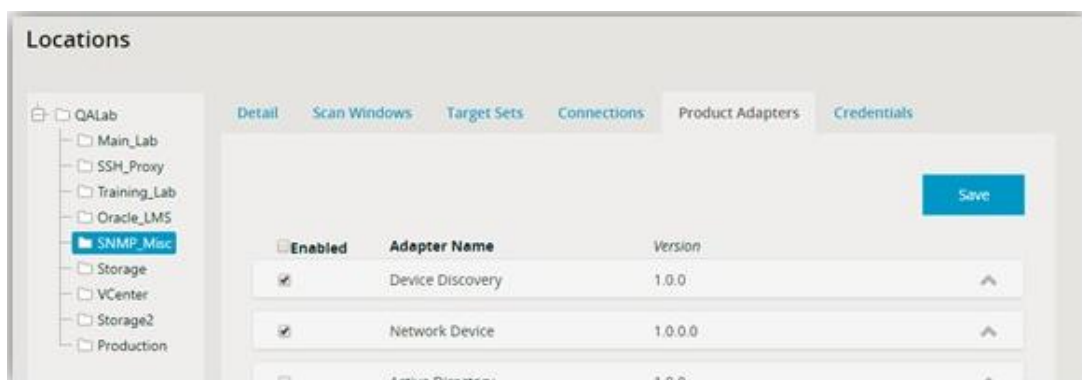 Locations
QALab
Main_Lab
SSH_Proxy
Training_Lab
Oracle_LMS
SNMP_Misc
Storage
VCenter
Storage2
Production
Detail Scan Windows Target Sets Connections Product Adapters Credentials
Save
Enabled Adapter Name Version
Device Discovery 1.0.0
Network Device 1.0.0.0